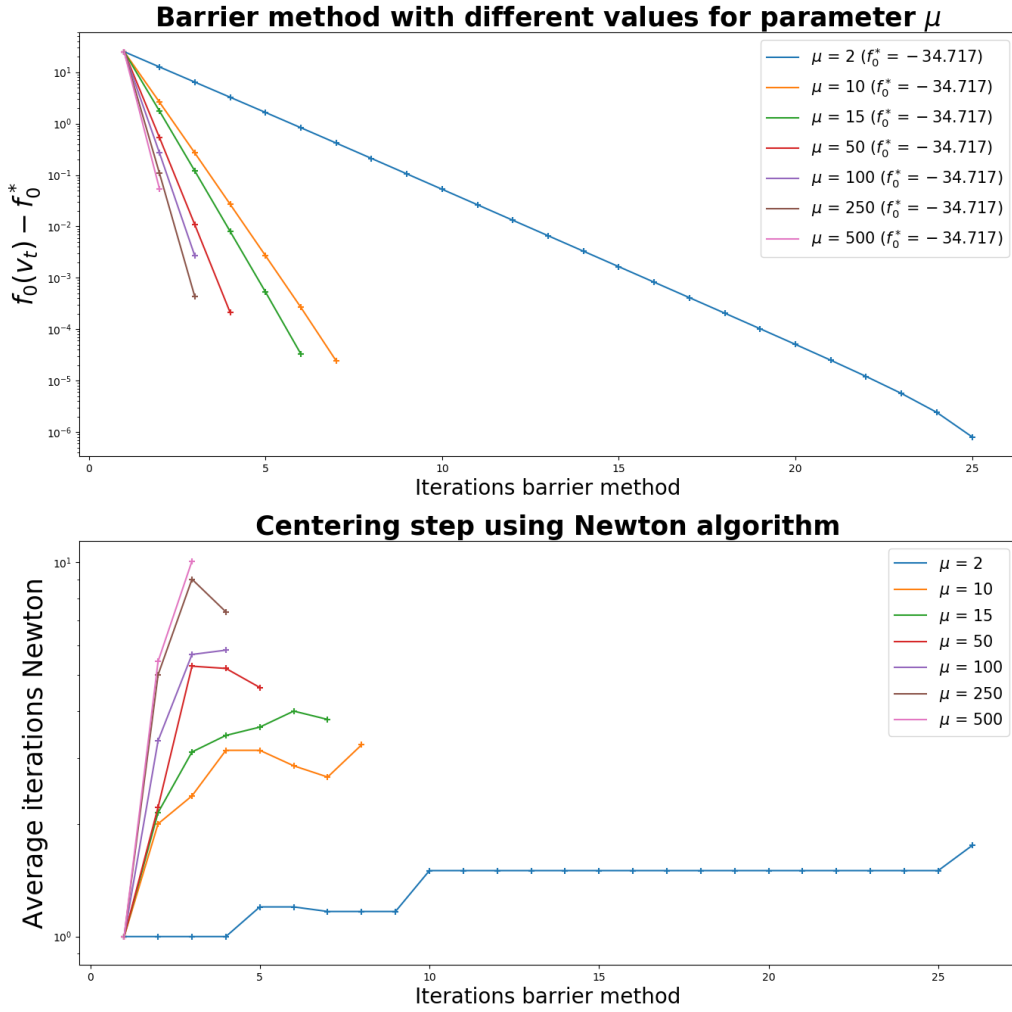 Barrier method with different values for parameter μ
f₀(vₜ) − f₀*
10¹
10⁰
10⁻¹
10⁻²
10⁻³
10⁻⁴
10⁻⁵
10⁻⁶
μ = 2 (f₀* = − 34.717)
μ = 10 (f₀* = − 34.717)
μ = 15 (f₀* = − 34.717)
μ = 50 (f₀* = − 34.717)
μ = 100 (f₀* = − 34.717)
μ = 250 (f₀* = − 34.717)
μ = 500 (f₀* = − 34.717)
0 5 10 15 20 25
Iterations barrier method
Centering step using Newton algorithm
Average iterations Newton
10¹
10⁰
μ = 2
μ = 10
μ = 15
μ = 50
μ = 100
μ = 250
μ = 500
0 5 10 15 20 25
Iterations barrier method